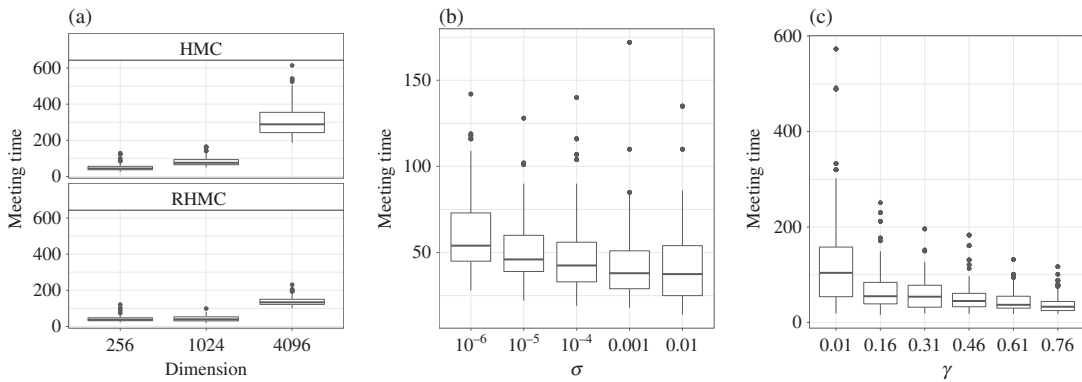 (a)
HMC
600
400
200
0
RHMC
600
400
200
0
Meeting time
Meeting time
256 1024 4096
Dimension
(b)
150
100
50
Meeting time
10⁻⁶ 10⁻⁵ 10⁻⁴ 0.001 0.01
σ
(c)
600
400
200
0
Meeting time
0.01 0.16 0.31 0.46 0.61 0.76
γ